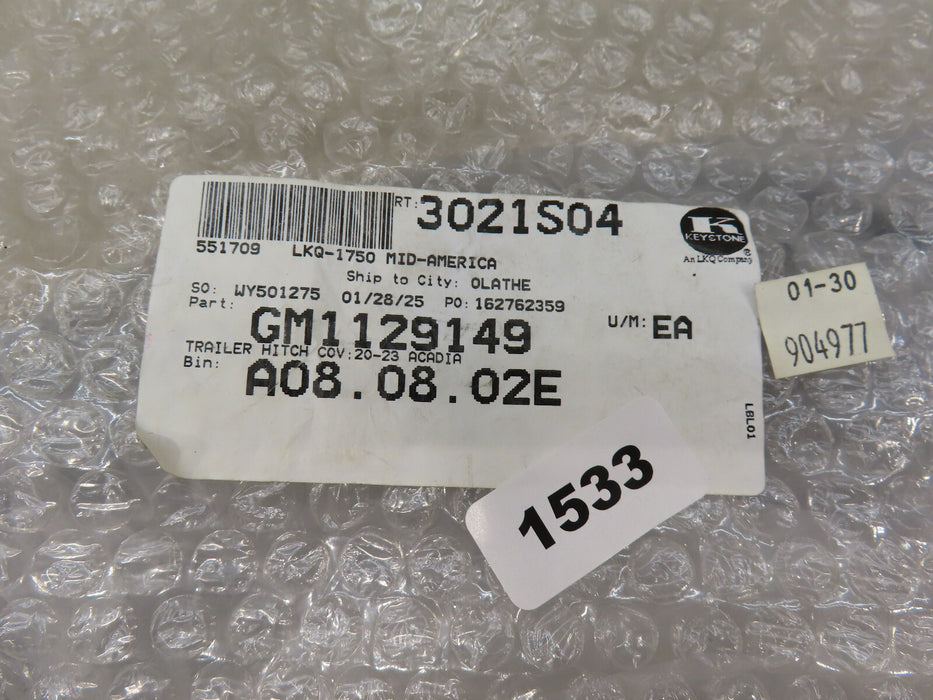 RT: 3021S04
K
KEYSTONE
®
An LKQ Company
551709 LKQ-1750 MID-AMERICA
Ship to City: OLATHE
SO: WY501275 01/28/25 PO: 162762359
Part: GM1129149 U/M: EA
TRAILER HITCH COV:20-23 ACADIA
Bin: A08.08.02E
LBL01
01-30
904977
1533